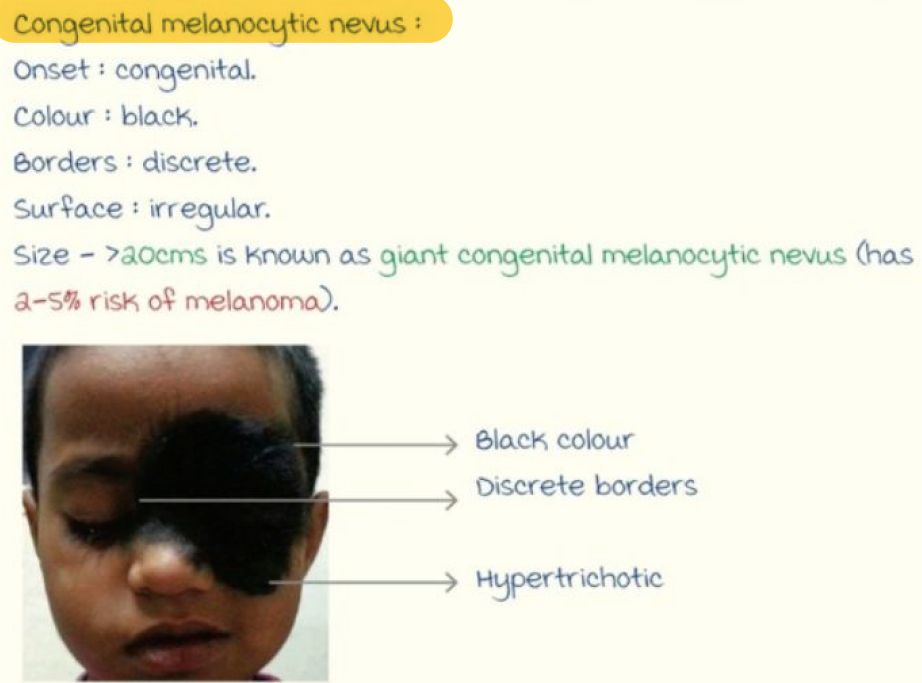 Congenital melanocytic nevus :
Onset : congenital.
Colour : black.
Borders : discrete.
Surface : irregular.
Size - >20cms is known as giant congenital melanocytic nevus (has
2-5% risk of melanoma).
Black colour
Discrete borders
Hypertrichotic